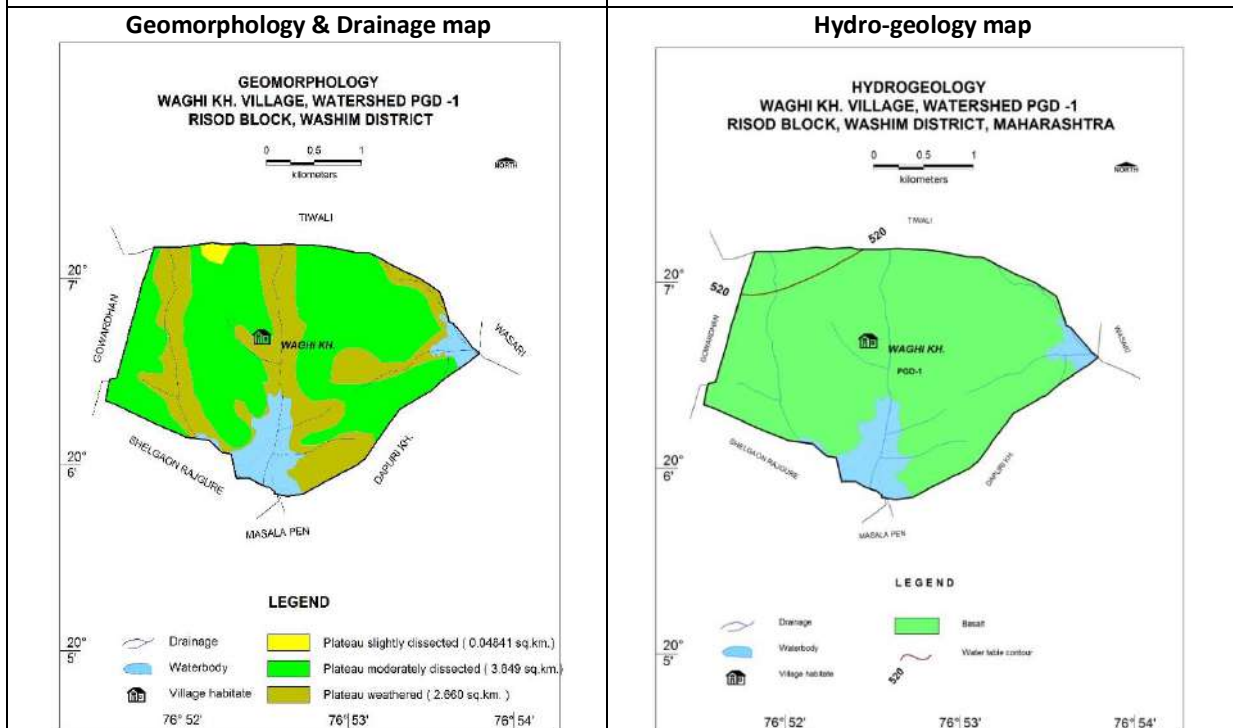 Geomorphology & Drainage map
GEOMORPHOLOGY
WAGHI KH. VILLAGE, WATERSHED PGD -1
RISOD BLOCK, WASHIM DISTRICT
0 0.5 1
kilometers
NORTH
TIWALI
20°
7'
GOWARDHAN
WASARI
WAGHI KH.
20°
6'
SHELGAON RAJGURE
DAPURI KH.
MASALA PEN
LEGEND
Drainage
Plateau slightly dissected ( 0.04841 sq.km.)
Waterbody
Plateau moderately dissected ( 3.849 sq.km.)
Village habitate
Plateau weathered ( 2.660 sq.km. )
20°
5'
76° 52'
76° 53'
76° 54'
Hydro-geology map
HYDROGEOLOGY
WAGHI KH. VILLAGE, WATERSHED PGD -1
RISOD BLOCK, WASHIM DISTRICT, MAHARASHTRA
0 0.5 1
kilometers
NORTH
TIWALI
520
20°
7'
520
GOWARDHAN
WASARI
WAGHI KH.
PGD-1
20°
6'
SHELGAON RAJGURE
DAPURI KH.
MASALA PEN
LEGEND
Drainage
Basalt
Waterbody
Water table contour
520
Village habitate
20°
5'
76° 52'
76° 53'
76° 54'